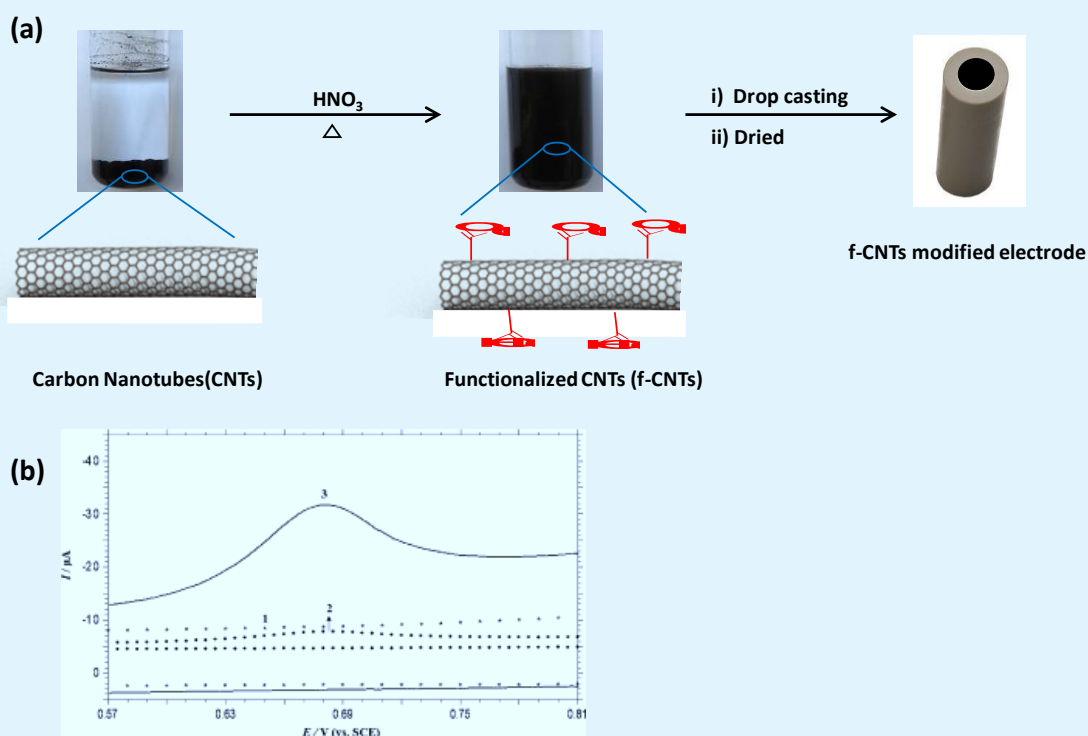 (a)
HNO₃
△
i) Drop casting
ii) Dried
f-CNTs modified electrode
Carbon Nanotubes(CNTs)
Functionalized CNTs (f-CNTs)
(b)
-40
3
-30
I / μA
-20
1 2
-10
0
0.57 0.63 0.69 0.75 0.81
E/V (vs. SCE)